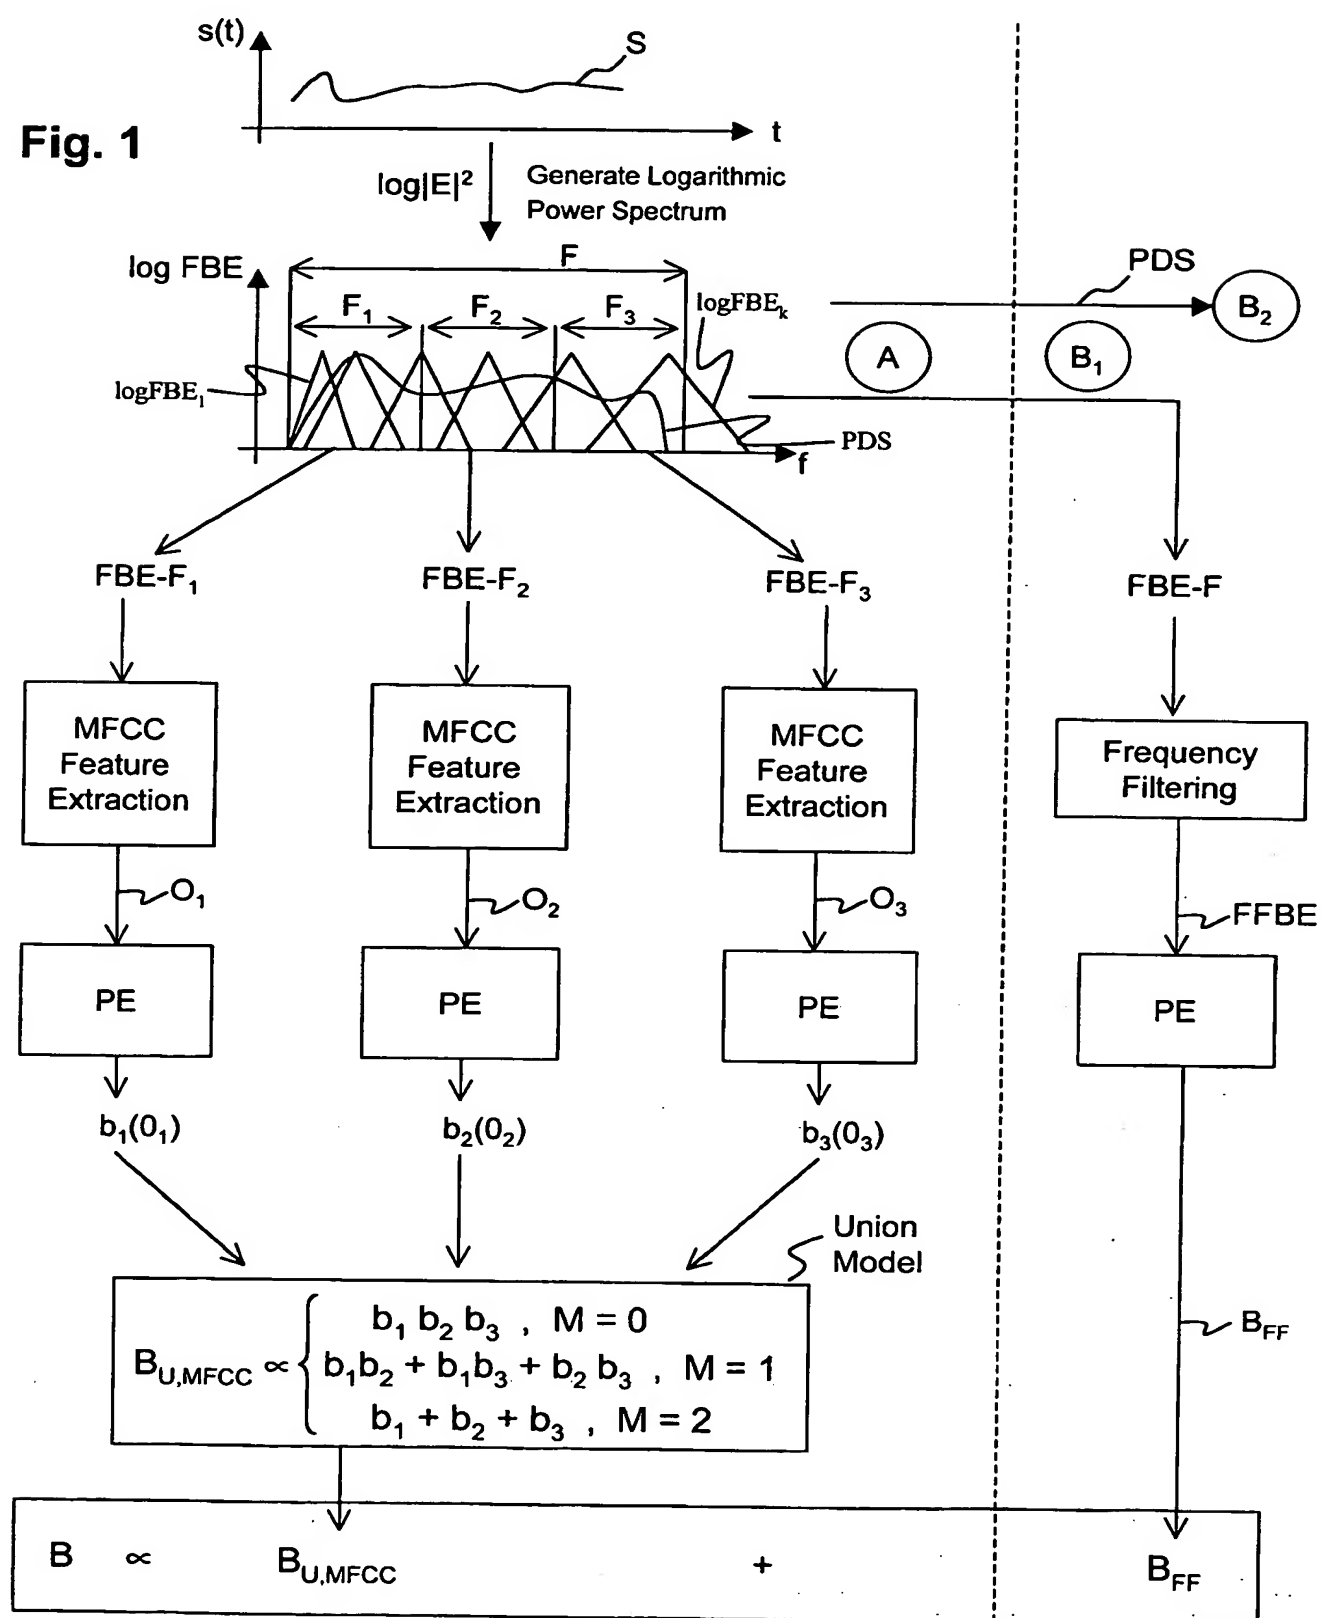 s(t)
S
Fig. 1
t
log|E|²
Generate Logarithmic
Power Spectrum
log FBE
F
PDS
B₂
F₁
F₂
F₃
logFBEₖ
A
B₁
logFBE₁
PDS
f
FBE-F₁
FBE-F₂
FBE-F₃
FBE-F
MFCC
Feature
Extraction
MFCC
Feature
Extraction
MFCC
Feature
Extraction
Frequency
Filtering
O₁
O₂
O₃
FFBE
PE
PE
PE
PE
b₁(0₁)
b₂(0₂)
b₃(0₃)
Union
Model
b₁ b₂ b₃ , M = 0
B_U,MFCC ∝ { b₁b₂ + b₁b₃ + b₂ b₃ , M = 1
b₁ + b₂ + b₃ , M = 2
B_FF
B ∝ B_U,MFCC + B_FF